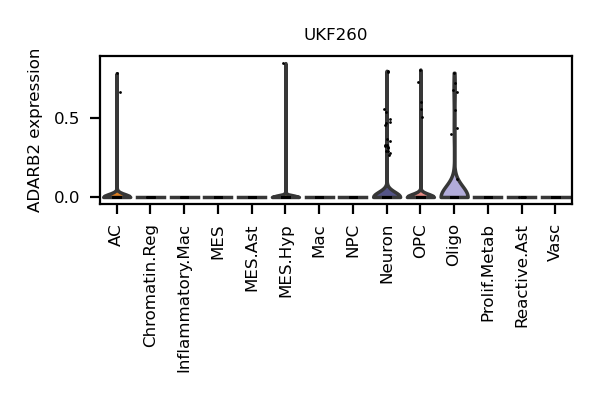 UKF260
ADARB2 expression
0.5
0.0
AC
Chromatin.Reg
Inflammatory.Mac
MES
MES.Ast
MES.Hyp
Mac
NPC
Neuron
OPC
Oligo
Prolif.Metab
Reactive.Ast
Vasc